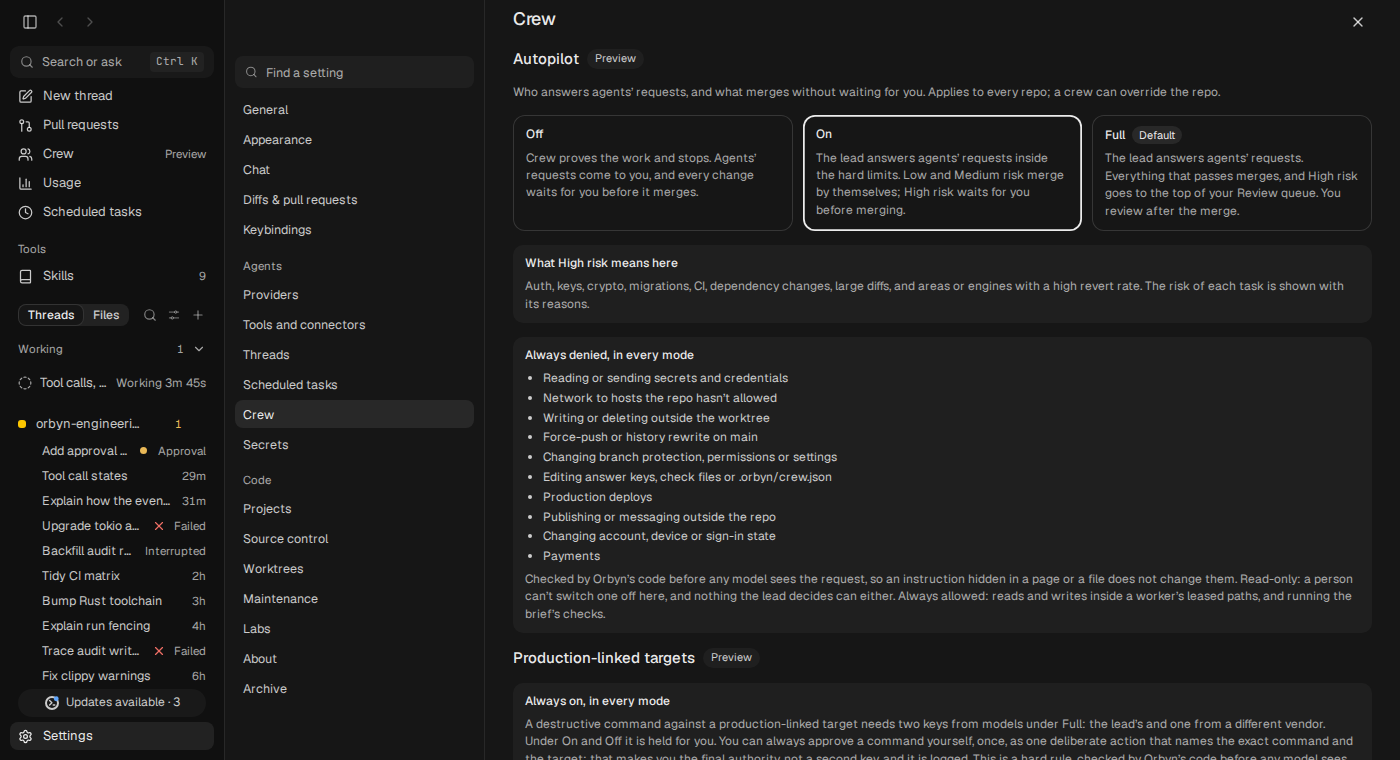 Search or ask
Ctrl K
New thread
Pull requests
Crew
Preview
Usage
Scheduled tasks
Tools
Skills
9
Threads
Files
Working
1
Tool calls, ...
Working 3m 45s
orbyn-engineeri...
1
Add approval ...
Approval
Tool call states
29m
Explain how the even...
31m
Upgrade tokio a...
Failed
Backfill audit r...
Interrupted
Tidy CI matrix
2h
Bump Rust toolchain
3h
Explain run fencing
4h
Trace audit writ...
Failed
Fix clippy warnings
6h
Updates available · 3
Settings
Find a setting
General
Appearance
Chat
Diffs & pull requests
Keybindings
Agents
Providers
Tools and connectors
Threads
Scheduled tasks
Crew
Secrets
Code
Projects
Source control
Worktrees
Maintenance
Labs
About
Archive
Crew
Autopilot
Preview
Who answers agents' requests, and what merges without waiting for you. Applies to every repo; a crew can override the repo.
Off
Crew proves the work and stops. Agents'
requests come to you, and every change
waits for you before it merges.
On
The lead answers agents' requests inside
the hard limits. Low and Medium risk merge
by themselves; High risk waits for you
before merging.
Full
Default
The lead answers agents' requests.
Everything that passes merges, and High risk
goes to the top of your Review queue. You
review after the merge.
What High risk means here
Auth, keys, crypto, migrations, CI, dependency changes, large diffs, and areas or engines with a high revert rate. The risk of each task is shown with
its reasons.
Always denied, in every mode
• Reading or sending secrets and credentials
• Network to hosts the repo hasn't allowed
• Writing or deleting outside the worktree
• Force-push or history rewrite on main
• Changing branch protection, permissions or settings
• Editing answer keys, check files or .orbyn/crew.json
• Production deploys
• Publishing or messaging outside the repo
• Changing account, device or sign-in state
• Payments
Checked by Orbyn's code before any model sees the request, so an instruction hidden in a page or a file does not change them. Read-only: a person
can't switch one off here, and nothing the lead decides can either. Always allowed: reads and writes inside a worker's leased paths, and running the
brief's checks.
Production-linked targets
Preview
Always on, in every mode
A destructive command against a production-linked target needs two keys from models under Full: the lead's and one from a different vendor.
Under On and Off it is held for you. You can always approve a command yourself, once, as one deliberate action that names the exact command and
the target; that makes you the final authority not a second key and it is logged. This is a hard rule, checked by Orbyn's code before any model sees